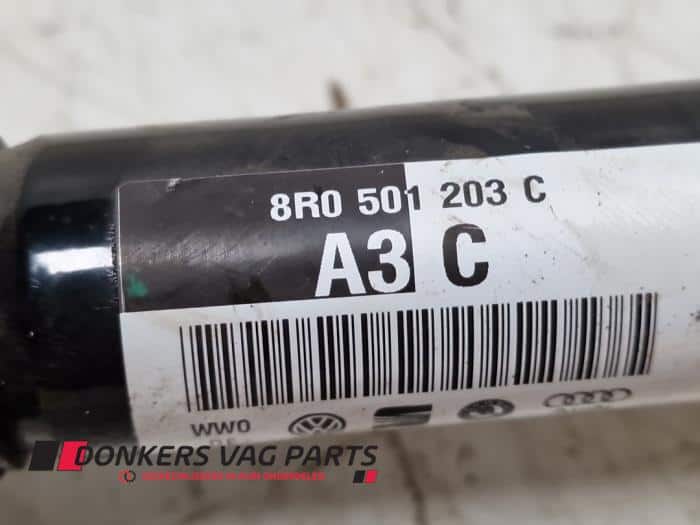 8R0 501 203 C
A3 C
WW0
DONKERS VAG PARTS